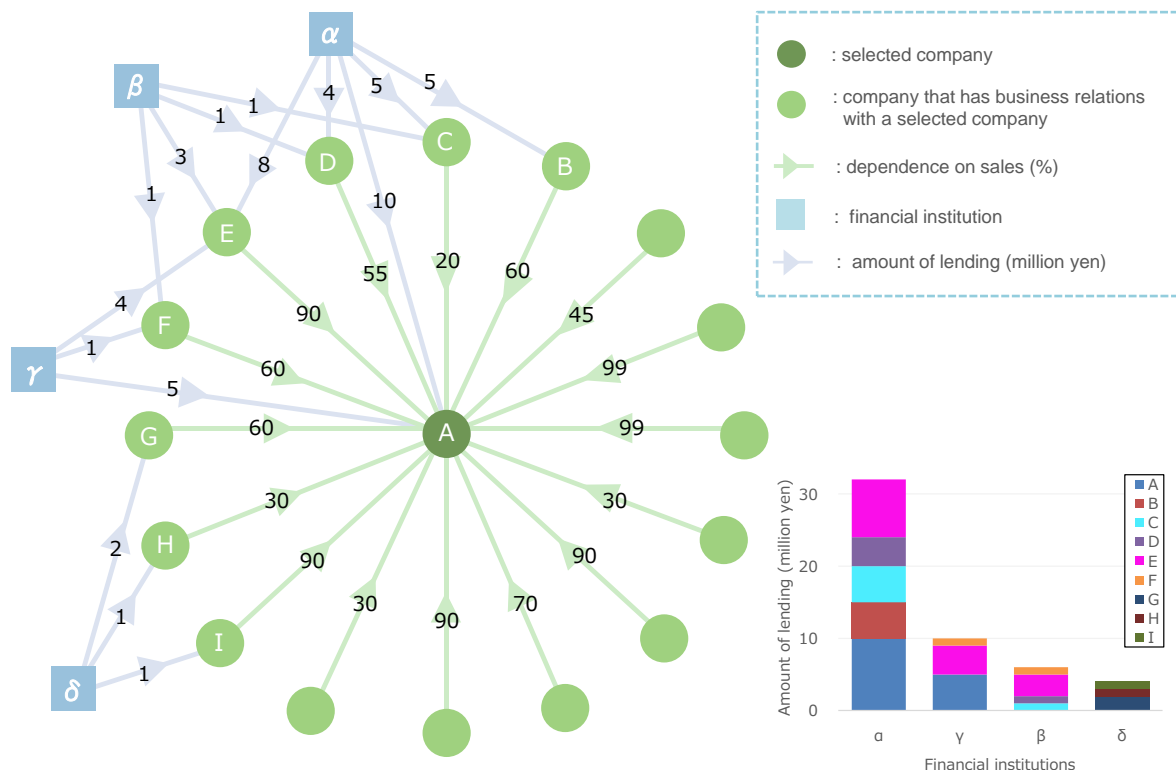 α
β
γ
δ
5
5
4
1
1
3
8
1
10
4
1
5
2
1
1
D
C
B
E
F
G
H
I
A
55
20
60
90
45
60
99
60
99
30
30
90
90
30
90
70
: selected company
: company that has business relations
with a selected company
: dependence on sales (%)
: financial institution
: amount of lending (million yen)
Amount of lending (million yen)
30
20
10
0
α
γ
β
δ
Financial institutions
A
B
C
D
E
F
G
H
I